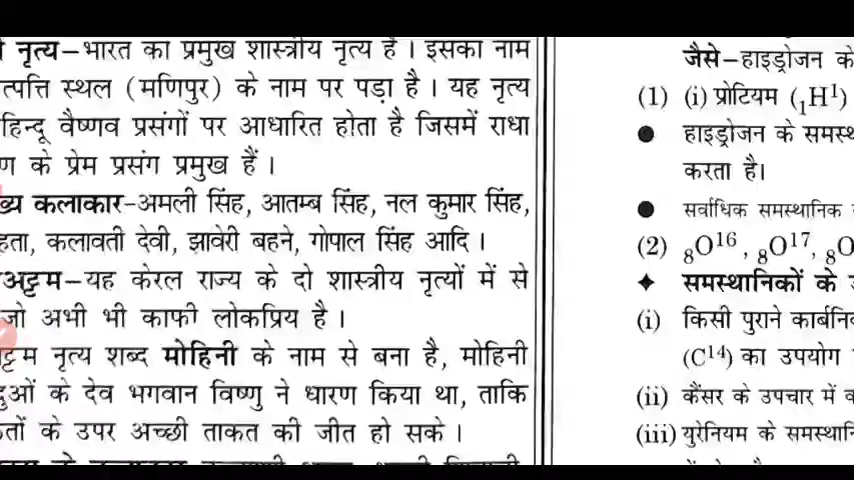 नृत्य–भारत का प्रमुख शास्त्रीय नृत्य है। इसका नाम
त्पत्ति स्थल (मणिपुर) के नाम पर पड़ा है। यह नृत्य
हिन्दू वैष्णव प्रसंगों पर आधारित होता है जिसमें राधा
ण के प्रेम प्रसंग प्रमुख हैं।
ख्य कलाकार-अमली सिंह, आतम्ब सिंह, नल कुमार सिंह,
हता, कलावती देवी, झावेरी बहने, गोपाल सिंह आदि।
अट्टम–यह केरल राज्य के दो शास्त्रीय नृत्यों में से
जो अभी भी काफी लोकप्रिय है।
ट्टम नृत्य शब्द मोहिनी के नाम से बना है, मोहिनी
दुओं के देव भगवान विष्णु ने धारण किया था, ताकि
तों के उपर अच्छी ताकत की जीत हो सके।
जैसे–हाइड्रोजन के
(1) (i) प्रोटियम (₁H¹)
● हाइड्रोजन के समस्थ
करता है।
● सर्वाधिक समस्थानिक
(2) ₈O¹⁶, ₈O¹⁷, ₈O
✦ समस्थानिकों के
(i) किसी पुराने कार्बनि
(C¹⁴) का उपयोग
(ii) कैंसर के उपचार में
(iii) यूरेनियम के समस्थानि